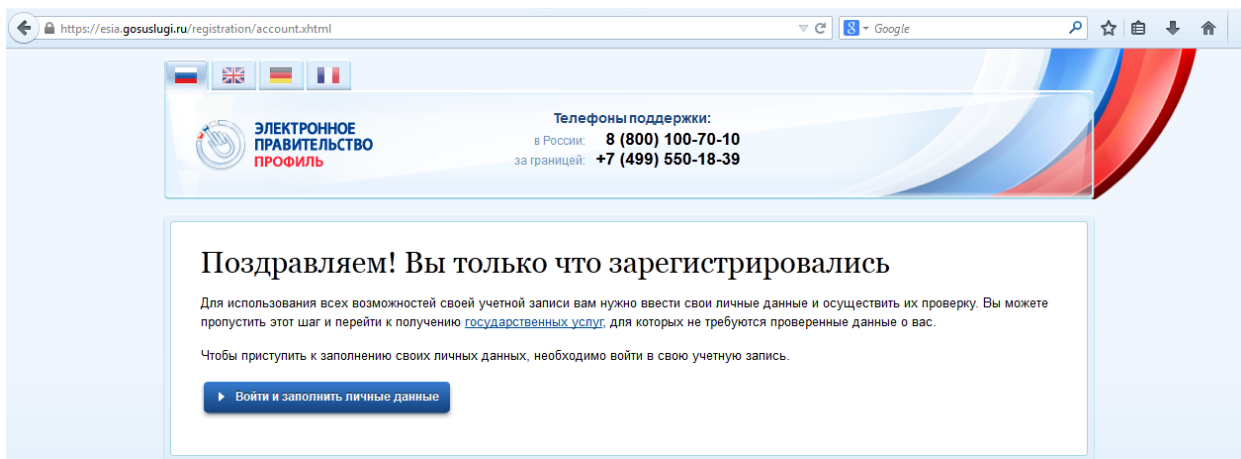 https://esia.gosuslugi.ru/registration/account.xhtml
8 Google
ЭЛЕКТРОННОЕ
ПРАВИТЕЛЬСТВО
ПРОФИЛЬ
Телефоны поддержки:
в России: 8 (800) 100-70-10
за границей: +7 (499) 550-18-39
Поздравляем! Вы только что зарегистрировались
Для использования всех возможностей своей учетной записи вам нужно ввести свои личные данные и осуществить их проверку. Вы можете
пропустить этот шаг и перейти к получению государственных услуг, для которых не требуются проверенные данные о вас.
Чтобы приступить к заполнению своих личных данных, необходимо войти в свою учетную запись.
Войти и заполнить личные данные